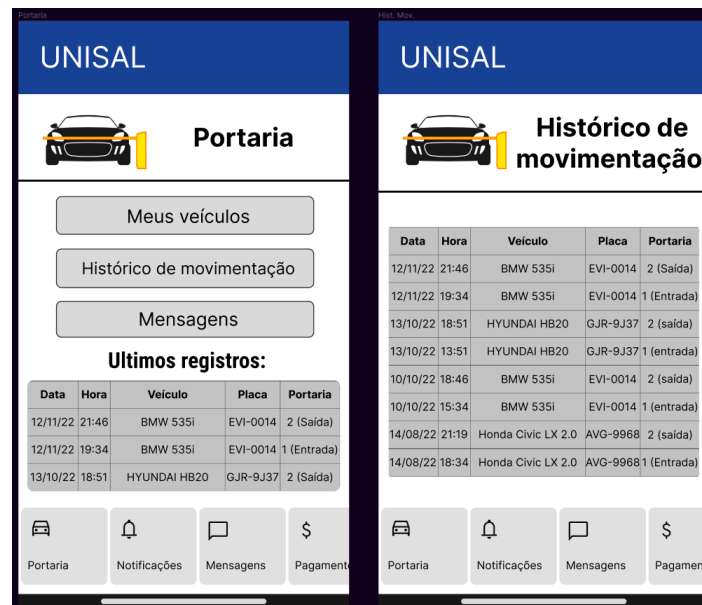 Portaria
UNISAL
Portaria
Meus veículos
Histórico de movimentação
Mensagens
Ultimos registros:
Data Hora Veículo Placa Portaria
12/11/22 21:46 BMW 535i EVI-0014 2 (Saída)
12/11/22 19:34 BMW 535i EVI-0014 1 (Entrada)
13/10/22 18:51 HYUNDAI HB20 GJR-9J37 2 (Saída)
Portaria Notificações Mensagens $ Pagament
Hist. Mov.
UNISAL
Histórico de
movimentação
Data Hora Veículo Placa Portaria
12/11/22 21:46 BMW 535i EVI-0014 2 (Saída)
12/11/22 19:34 BMW 535i EVI-0014 1 (Entrada)
13/10/22 18:51 HYUNDAI HB20 GJR-9J37 2 (saída)
13/10/22 13:51 HYUNDAI HB20 GJR-9J37 1 (entrada)
10/10/22 18:46 BMW 535i EVI-0014 2 (saída)
10/10/22 15:34 BMW 535i EVI-0014 1 (entrada)
14/08/22 21:19 Honda Civic LX 2.0 AVG-9968 2 (saída)
14/08/22 18:34 Honda Civic LX 2.0 AVG-9968 1 (Entrada)
Portaria Notificações Mensagens $ Pagamen